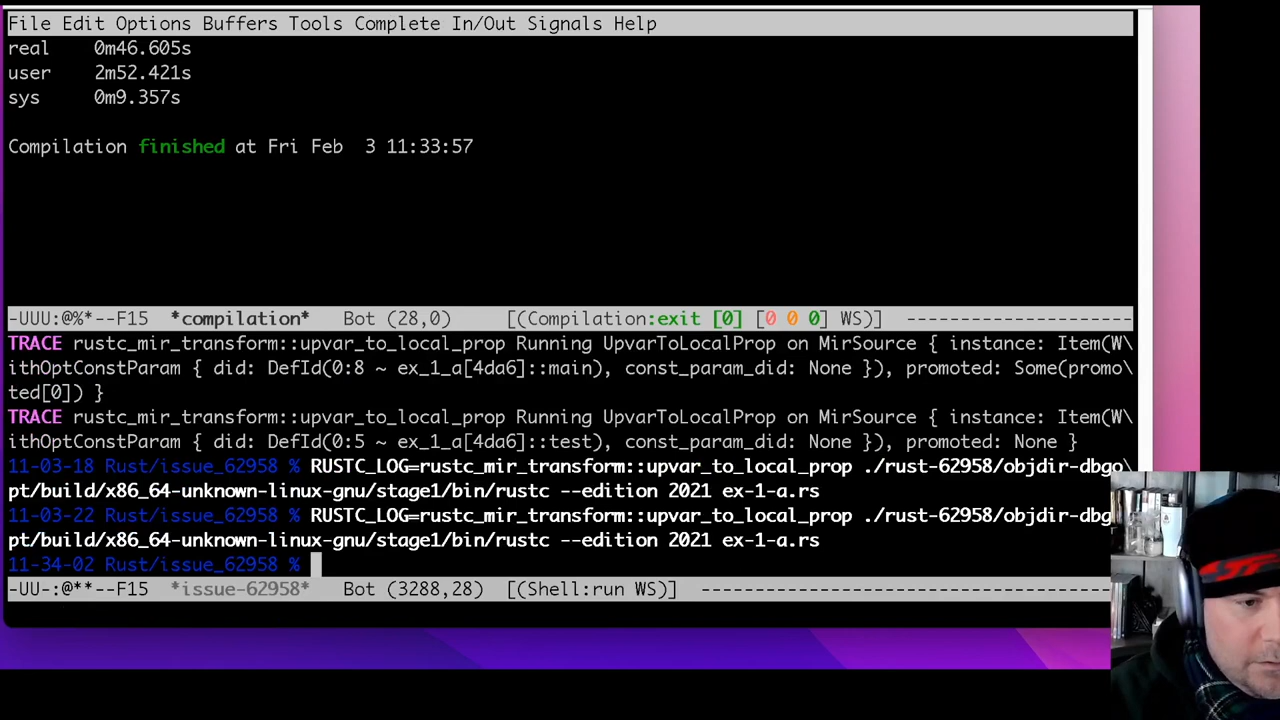 File Edit Options Buffers Tools Complete In/Out Signals Help
real    0m46.605s
user    2m52.421s
sys     0m9.357s
Compilation finished at Fri Feb  3 11:33:57
-UUU:@%*--F15  *compilation*   Bot (28,0)     [(Compilation:exit [0] [0 0 0] WS)] ---------------------
TRACE rustc_mir_transform::upvar_to_local_prop Running UpvarToLocalProp on MirSource { instance: Item(W\
ithOptConstParam { did: DefId(0:8 ~ ex_1_a[4da6]::main), const_param_did: None }), promoted: Some(promo\
ted[0]) }
TRACE rustc_mir_transform::upvar_to_local_prop Running UpvarToLocalProp on MirSource { instance: Item(W\
ithOptConstParam { did: DefId(0:5 ~ ex_1_a[4da6]::test), const_param_did: None }), promoted: None }
11-03-18 Rust/issue_62958 % RUSTC_LOG=rustc_mir_transform::upvar_to_local_prop ./rust-62958/objdir-dbgo\
pt/build/x86_64-unknown-linux-gnu/stage1/bin/rustc --edition 2021 ex-1-a.rs
11-03-22 Rust/issue_62958 % RUSTC_LOG=rustc_mir_transform::upvar_to_local_prop ./rust-62958/objdir-dbg
pt/build/x86_64-unknown-linux-gnu/stage1/bin/rustc --edition 2021 ex-1-a.rs
11-34-02 Rust/issue_62958 %
-UU-:@**--F15  *issue-62958*   Bot (3288,28)  [(Shell:run WS)] -----------------------------------